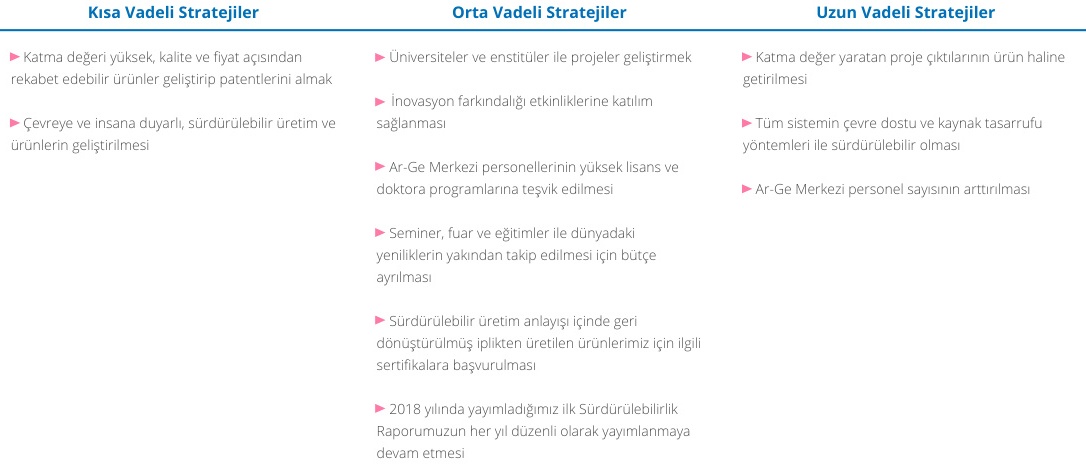 Kısa Vadeli Stratejiler
Katma değeri yüksek, kalite ve fiyat açısından
rekabet edebilir ürünler geliştirip patentlerini almak
Çevreye ve insana duyarlı, sürdürülebilir üretim ve
ürünlerin geliştirilmesi
Orta Vadeli Stratejiler
Üniversiteler ve enstitüler ile projeler geliştirmek
İnovasyon farkındalığı etkinliklerine katılım
sağlanması
Ar-Ge Merkezi personellerinin yüksek lisans ve
doktora programlarına teşvik edilmesi
Seminer, fuar ve eğitimler ile dünyadaki
yeniliklerin yakından takip edilmesi için bütçe
ayrılması
Sürdürülebilir üretim anlayışı içinde geri
dönüştürülmüş iplikten üretilen ürünlerimiz için ilgili
sertifikalara başvurulması
2018 yılında yayımladığımız ilk Sürdürülebilirlik
Raporumuzun her yıl düzenli olarak yayımlanmaya
devam etmesi
Uzun Vadeli Stratejiler
Katma değer yaratan proje çıktılarının ürün haline
getirilmesi
Tüm sistemin çevre dostu ve kaynak tasarrufu
yöntemleri ile sürdürülebilir olması
Ar-Ge Merkezi personel sayısının arttırılması